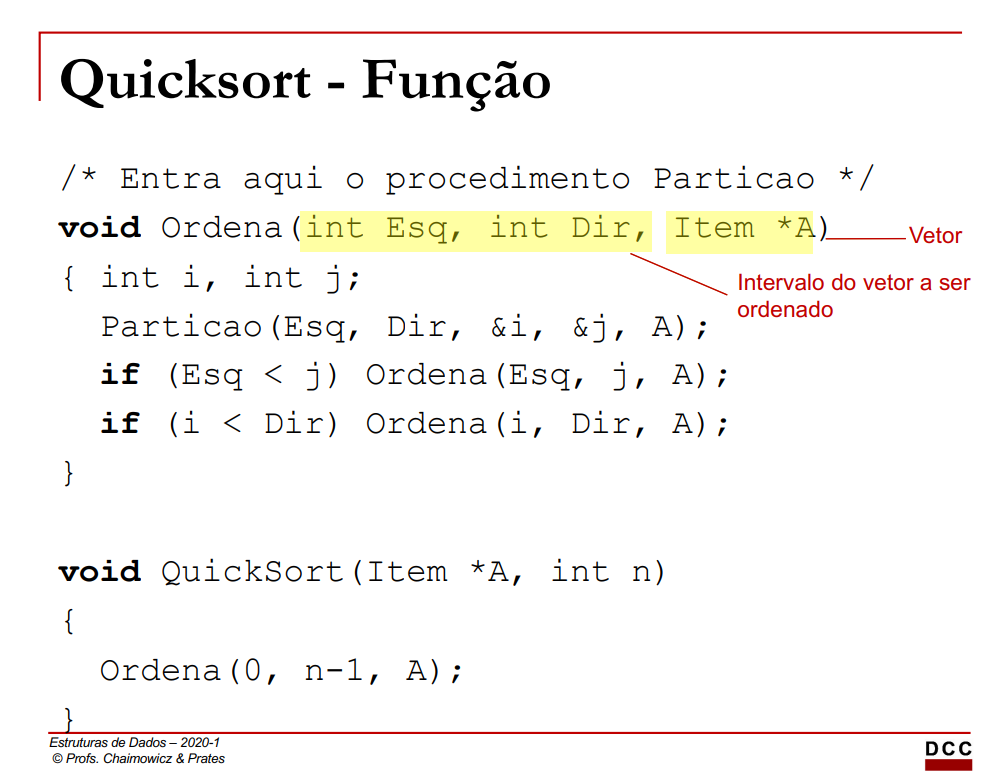 Quicksort - Função
/* Entra aqui o procedimento Particao */
void Ordena(int Esq, int Dir, Item *A)
Vetor
{ int i, int j;
Intervalo do vetor a ser
ordenado
Particao(Esq, Dir, &i, &j, A);
if (Esq < j) Ordena(Esq, j, A);
if (i < Dir) Ordena(i, Dir, A);
}
void QuickSort(Item *A, int n)
{
Ordena(0, n-1, A);
}
Estruturas de Dados – 2020-1
© Profs. Chaimowicz & Prates
DCC